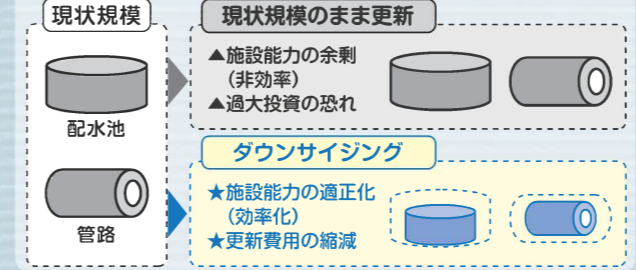 現状規模
配水池
管路
現状規模のまま更新
▲施設能力の余剰
（非効率）
▲過大投資の恐れ
ダウンサイジング
★施設能力の適正化
（効率化）
★更新費用の縮減